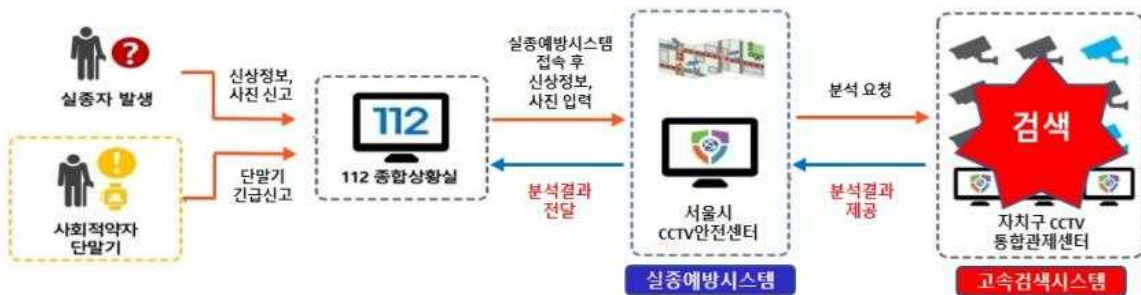 실종자 발생
신상정보,
사진 신고
사회적약자
단말기
단말기
긴급신고
112
112 종합상황실
실종예방시스템
접속 후
신상정보,
사진 입력
분석결과
전달
서울시
CCTV안전센터
실종예방시스템
분석 요청
분석결과
제공
검색
자치구 CCTV
통합관제센터
고속검색시스템